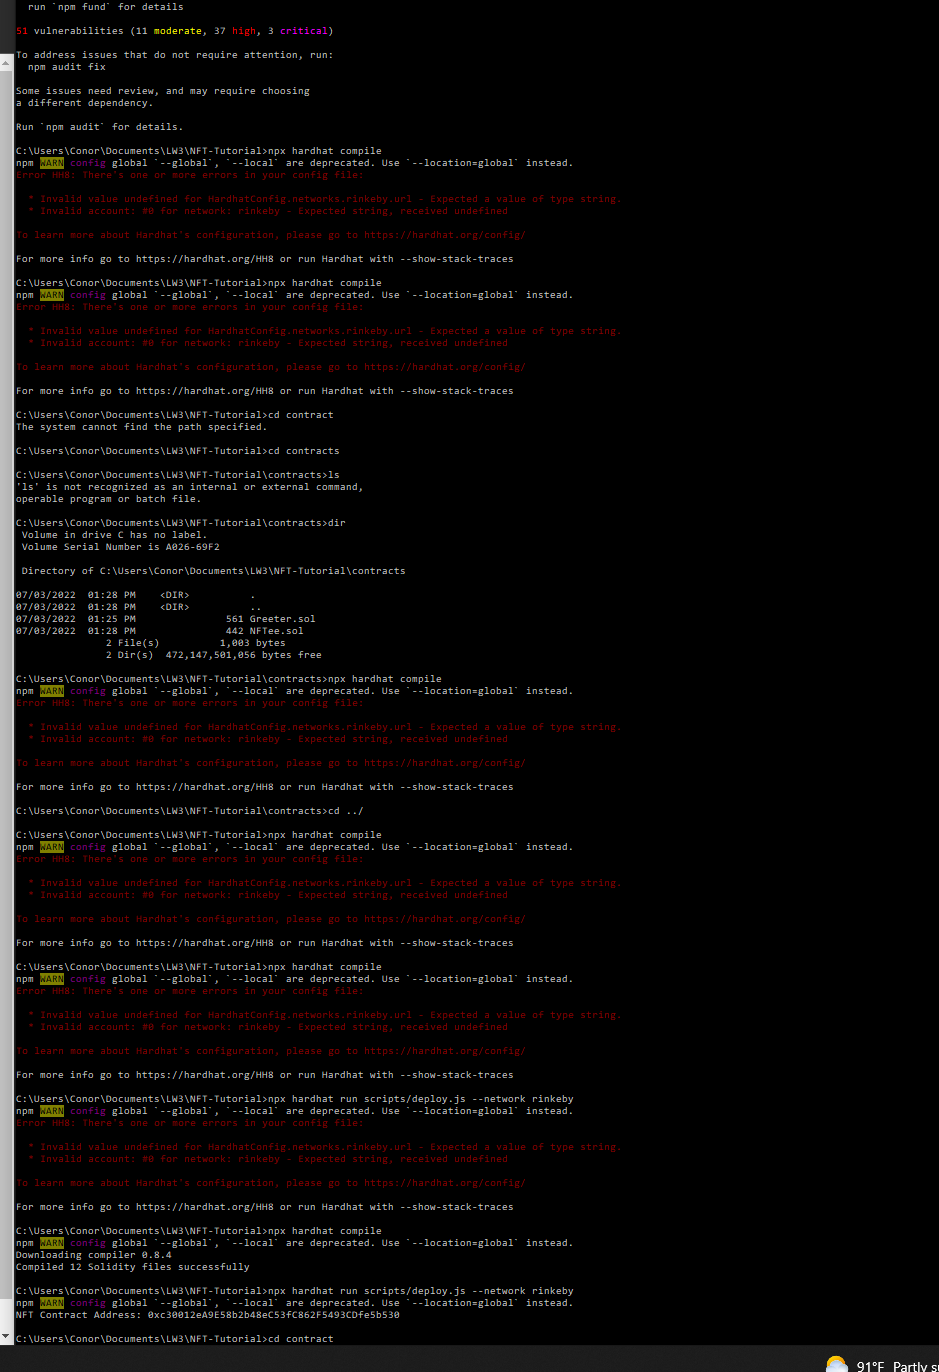 run `npm fund` for details
51 vulnerabilities (11 moderate, 37 high, 3 critical)
To address issues that do not require attention, run:
npm audit fix
Some issues need review, and may require choosing
a different dependency.
Run `npm audit` for details.
C:\Users\Conor\Documents\LW3\NFT-Tutorial>npx hardhat compile
npm WARN config global `--global`, `--local` are deprecated. Use `--location=global` instead.
Error HH8: There's one or more errors in your config file:
* Invalid value undefined for HardhatConfig.networks.rinkeby.url - Expected a value of type string.
* Invalid account: #0 for network: rinkeby - Expected string, received undefined
To learn more about Hardhat's configuration, please go to https://hardhat.org/config/
For more info go to https://hardhat.org/HH8 or run Hardhat with --show-stack-traces
C:\Users\Conor\Documents\LW3\NFT-Tutorial>npx hardhat compile
npm WARN config global `--global`, `--local` are deprecated. Use `--location=global` instead.
Error HH8: There's one or more errors in your config file:
* Invalid value undefined for HardhatConfig.networks.rinkeby.url - Expected a value of type string.
* Invalid account: #0 for network: rinkeby - Expected string, received undefined
To learn more about Hardhat's configuration, please go to https://hardhat.org/config/
For more info go to https://hardhat.org/HH8 or run Hardhat with --show-stack-traces
C:\Users\Conor\Documents\LW3\NFT-Tutorial>cd contract
The system cannot find the path specified.
C:\Users\Conor\Documents\LW3\NFT-Tutorial>cd contracts
C:\Users\Conor\Documents\LW3\NFT-Tutorial\contracts>ls
'ls' is not recognized as an internal or external command,
operable program or batch file.
C:\Users\Conor\Documents\LW3\NFT-Tutorial\contracts>dir
Volume in drive C has no label.
Volume Serial Number is A026-69F2
Directory of C:\Users\Conor\Documents\LW3\NFT-Tutorial\contracts
07/03/2022 01:28 PM <DIR> .
07/03/2022 01:28 PM <DIR> ..
07/03/2022 01:25 PM 561 Greeter.sol
07/03/2022 01:28 PM 442 NFTee.sol
2 File(s) 1,003 bytes
2 Dir(s) 472,147,501,056 bytes free
C:\Users\Conor\Documents\LW3\NFT-Tutorial\contracts>npx hardhat compile
npm WARN config global `--global`, `--local` are deprecated. Use `--location=global` instead.
Error HH8: There's one or more errors in your config file:
* Invalid value undefined for HardhatConfig.networks.rinkeby.url - Expected a value of type string.
* Invalid account: #0 for network: rinkeby - Expected string, received undefined
To learn more about Hardhat's configuration, please go to https://hardhat.org/config/
For more info go to https://hardhat.org/HH8 or run Hardhat with --show-stack-traces
C:\Users\Conor\Documents\LW3\NFT-Tutorial\contracts>cd ../
C:\Users\Conor\Documents\LW3\NFT-Tutorial>npx hardhat compile
npm WARN config global `--global`, `--local` are deprecated. Use `--location=global` instead.
Error HH8: There's one or more errors in your config file:
* Invalid value undefined for HardhatConfig.networks.rinkeby.url - Expected a value of type string.
* Invalid account: #0 for network: rinkeby - Expected string, received undefined
To learn more about Hardhat's configuration, please go to https://hardhat.org/config/
For more info go to https://hardhat.org/HH8 or run Hardhat with --show-stack-traces
C:\Users\Conor\Documents\LW3\NFT-Tutorial>npx hardhat compile
npm WARN config global `--global`, `--local` are deprecated. Use `--location=global` instead.
Error HH8: There's one or more errors in your config file:
* Invalid value undefined for HardhatConfig.networks.rinkeby.url - Expected a value of type string.
* Invalid account: #0 for network: rinkeby - Expected string, received undefined
To learn more about Hardhat's configuration, please go to https://hardhat.org/config/
For more info go to https://hardhat.org/HH8 or run Hardhat with --show-stack-traces
C:\Users\Conor\Documents\LW3\NFT-Tutorial>npx hardhat run scripts/deploy.js --network rinkeby
npm WARN config global `--global`, `--local` are deprecated. Use `--location=global` instead.
Error HH8: There's one or more errors in your config file:
* Invalid value undefined for HardhatConfig.networks.rinkeby.url - Expected a value of type string.
* Invalid account: #0 for network: rinkeby - Expected string, received undefined
To learn more about Hardhat's configuration, please go to https://hardhat.org/config/
For more info go to https://hardhat.org/HH8 or run Hardhat with --show-stack-traces
C:\Users\Conor\Documents\LW3\NFT-Tutorial>npx hardhat compile
npm WARN config global `--global`, `--local` are deprecated. Use `--location=global` instead.
Downloading compiler 0.8.4
Compiled 12 Solidity files successfully
C:\Users\Conor\Documents\LW3\NFT-Tutorial>npx hardhat run scripts/deploy.js --network rinkeby
npm WARN config global `--global`, `--local` are deprecated. Use `--location=global` instead.
NFT Contract Address: 0xc30012eA9E58b2b48eC53fC862F5493CDfe5b530
C:\Users\Conor\Documents\LW3\NFT-Tutorial>cd contract
91°F Partly s